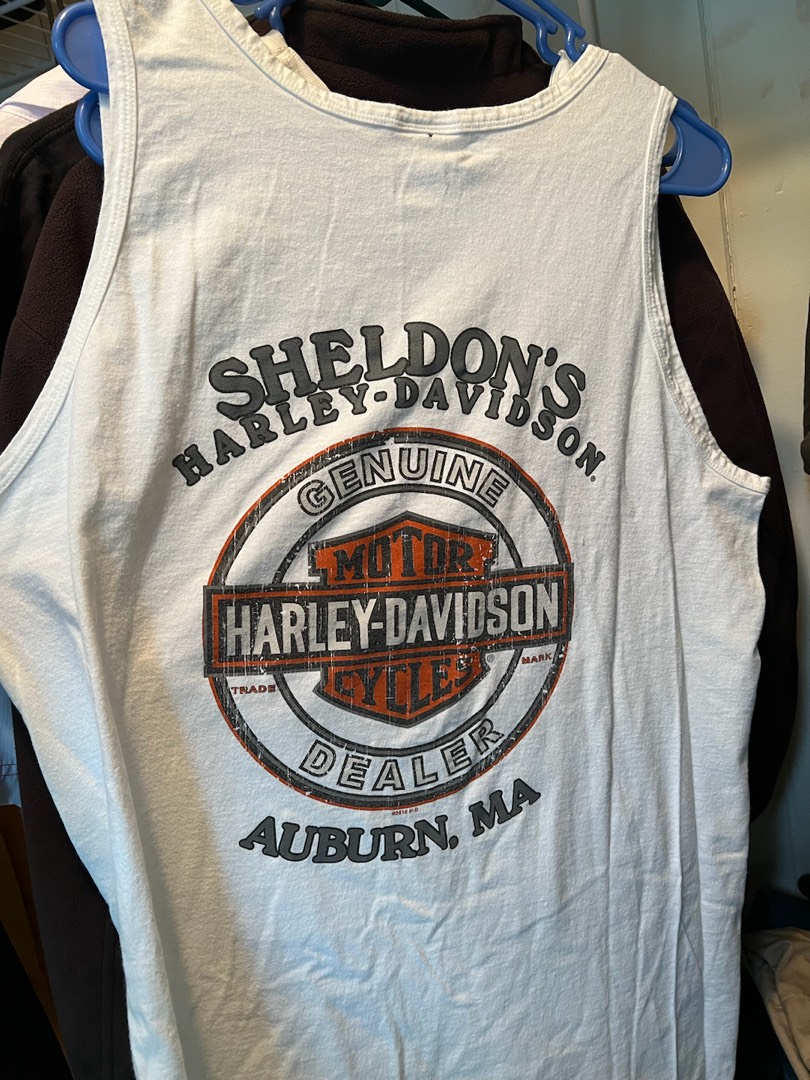 SHELDON'S
HARLEY-DAVIDSON®
GENUINE
MOTOR
HARLEY-DAVIDSON
CYCLES®
TRADE MARK
DEALER
AUBURN, MA